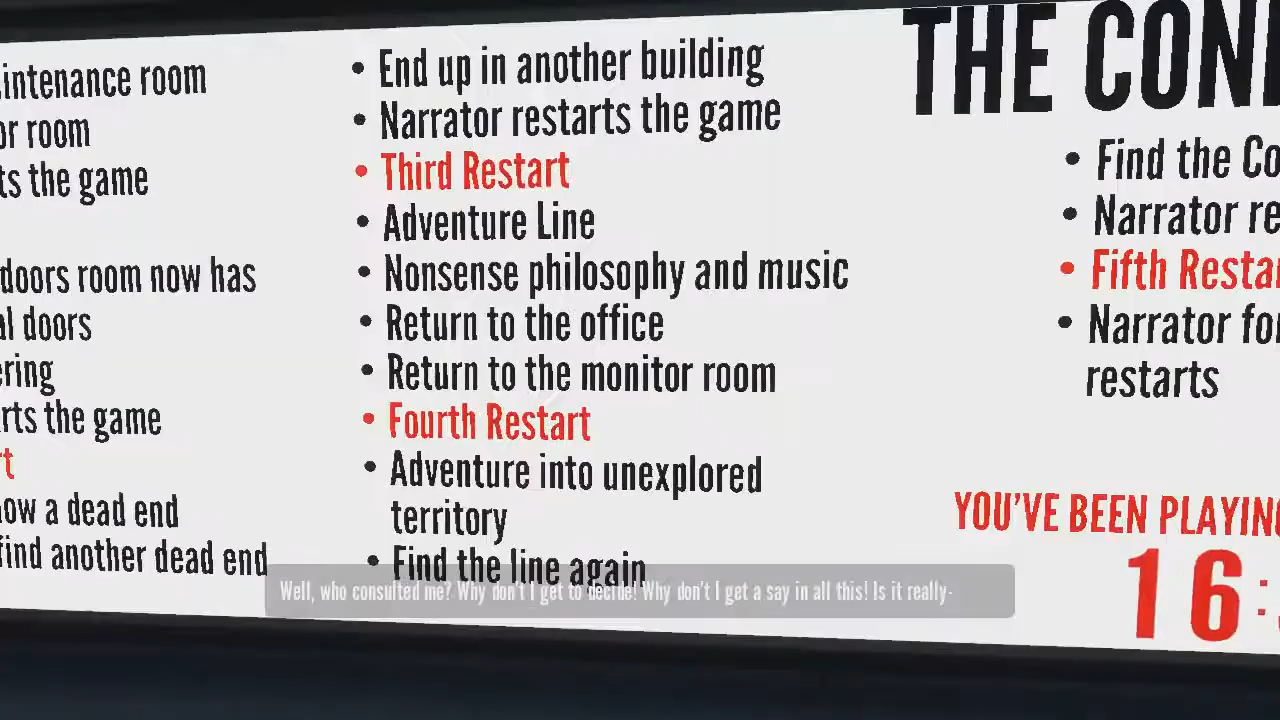 intenance room
or room
ts the game
doors room now has
al doors
ering
rts the game
t
ow a dead end
find another dead end
• End up in another building
• Narrator restarts the game
• Third Restart
• Adventure Line
• Nonsense philosophy and music
• Return to the office
• Return to the monitor room
• Fourth Restart
• Adventure into unexplored
territory
• Find the line again
THE CON
• Find the Co
• Narrator re
• Fifth Restar
• Narrator fo
restarts
YOU'VE BEEN PLAYING
16:
Well, who consulted me? Why don't I get to decide! Why don't I get a say in all this! Is it really-